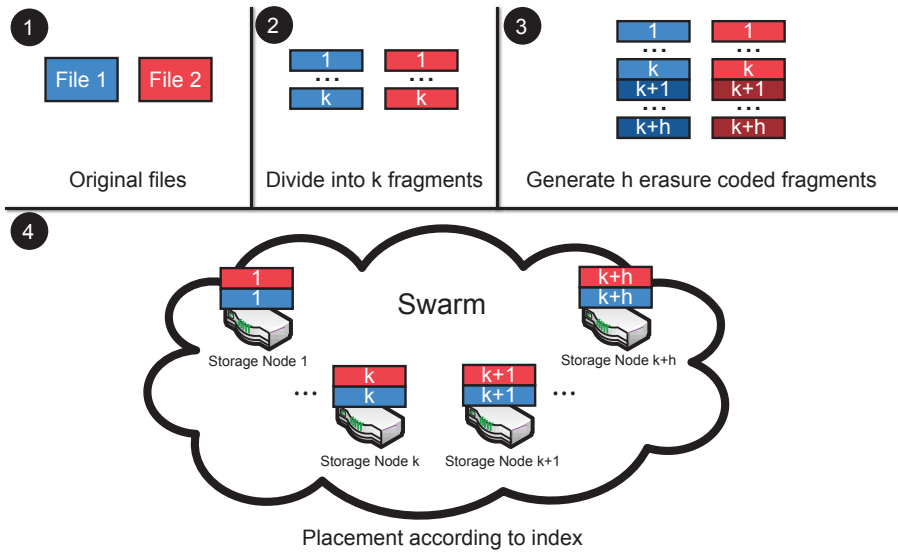 1
File 1 File 2
Original files
2
1 1
... ...
k k
Divide into k fragments
3
1 1
... ...
k k
k+1 k+1
... ...
k+h k+h
Generate h erasure coded fragments
4
Swarm
1
1
Storage Node 1
...
k
k
Storage Node k
k+1
k+1
Storage Node k+1
...
k+h
k+h
Storage Node k+h
Placement according to index